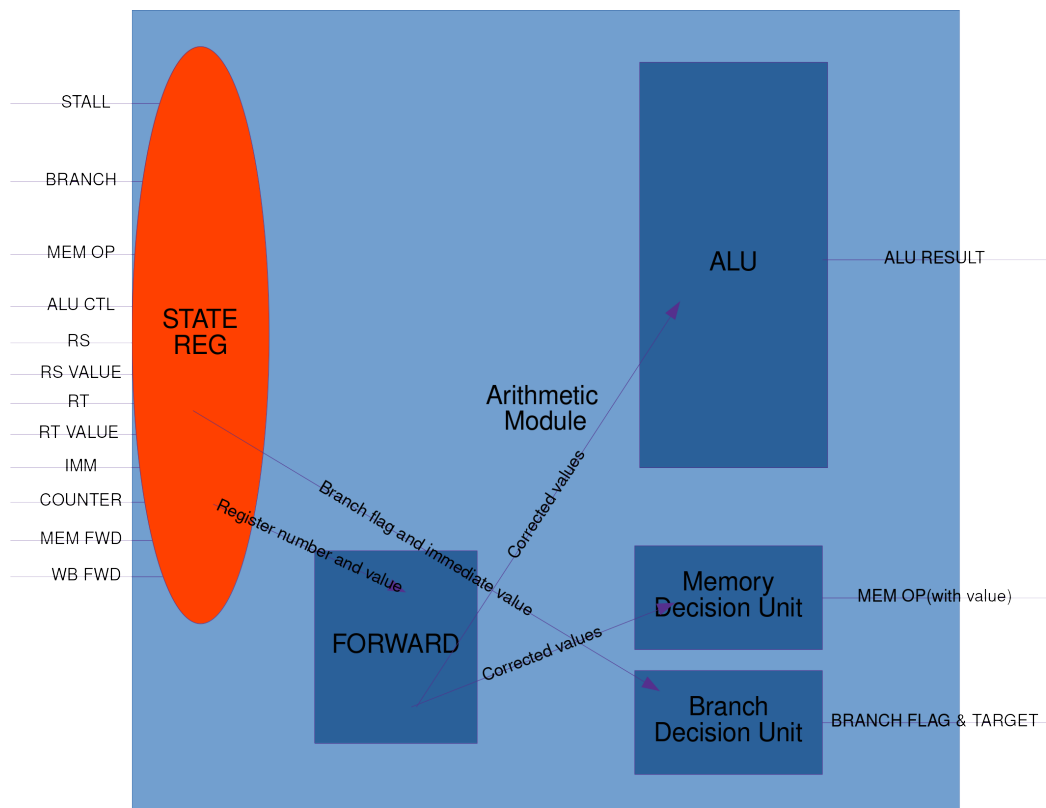 STALL
BRANCH
MEM OP
ALU CTL
RS
RS VALUE
RT
RT VALUE
IMM
COUNTER
MEM FWD
WB FWD
STATE
REG
Arithmetic
Module
Branch flag and immediate value
Register number and value
Corrected values
Corrected values
FORWARD
ALU
Memory
Decision Unit
Branch
Decision Unit
ALU RESULT
MEM OP(with value)
BRANCH FLAG & TARGET